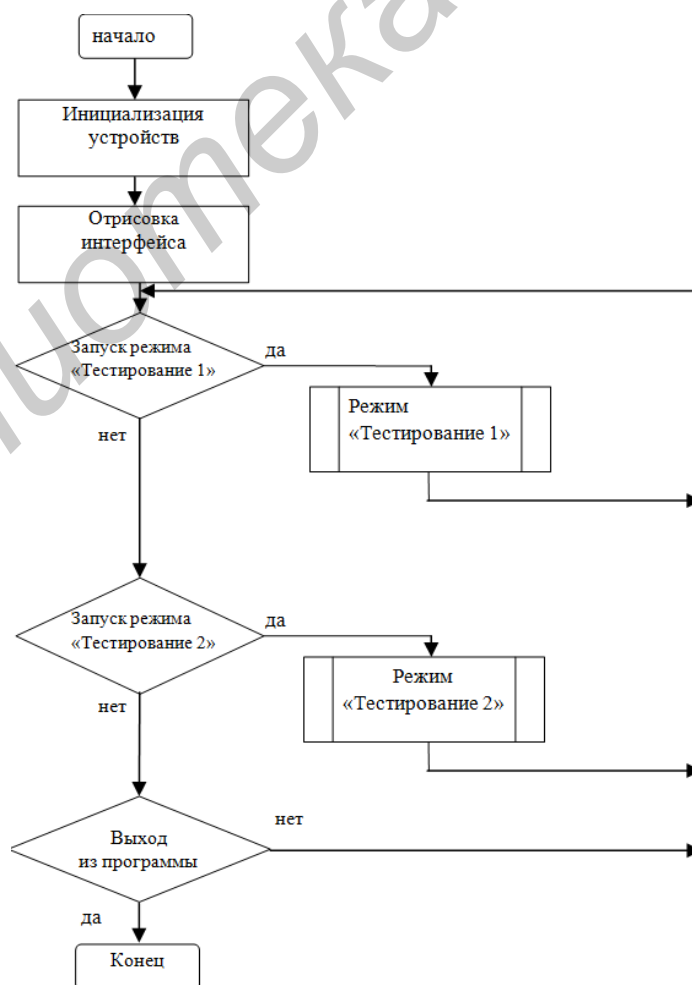 начало
Инициализация
устройств
Отрисовка
интерфейса
Запуск режима
«Тестирование 1»
да
Режим
«Тестирование 1»
нет
Запуск режима
«Тестирование 2»
да
Режим
«Тестирование 2»
нет
Выход
из программы
нет
да
Конец